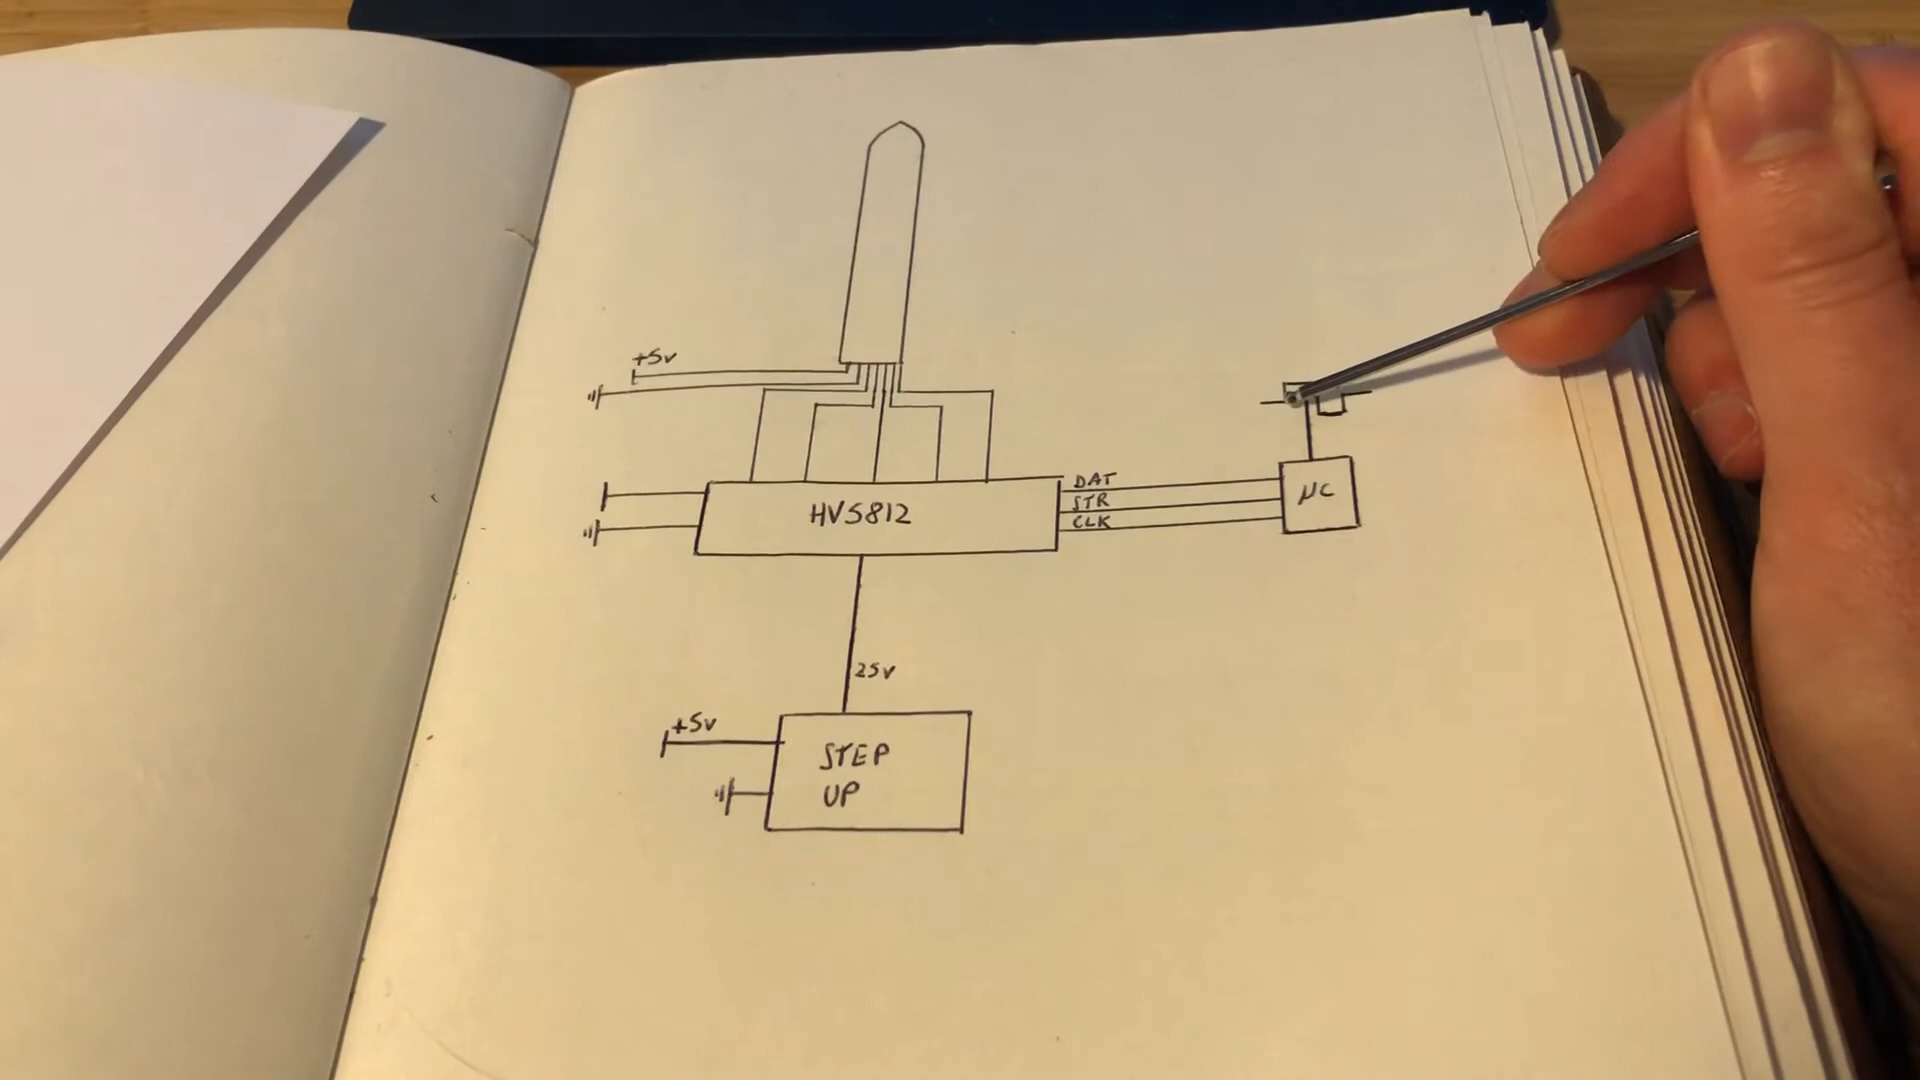 +5v
DAT
HV5812
STR
CLK
μC
25v
+5v
STEP
UP